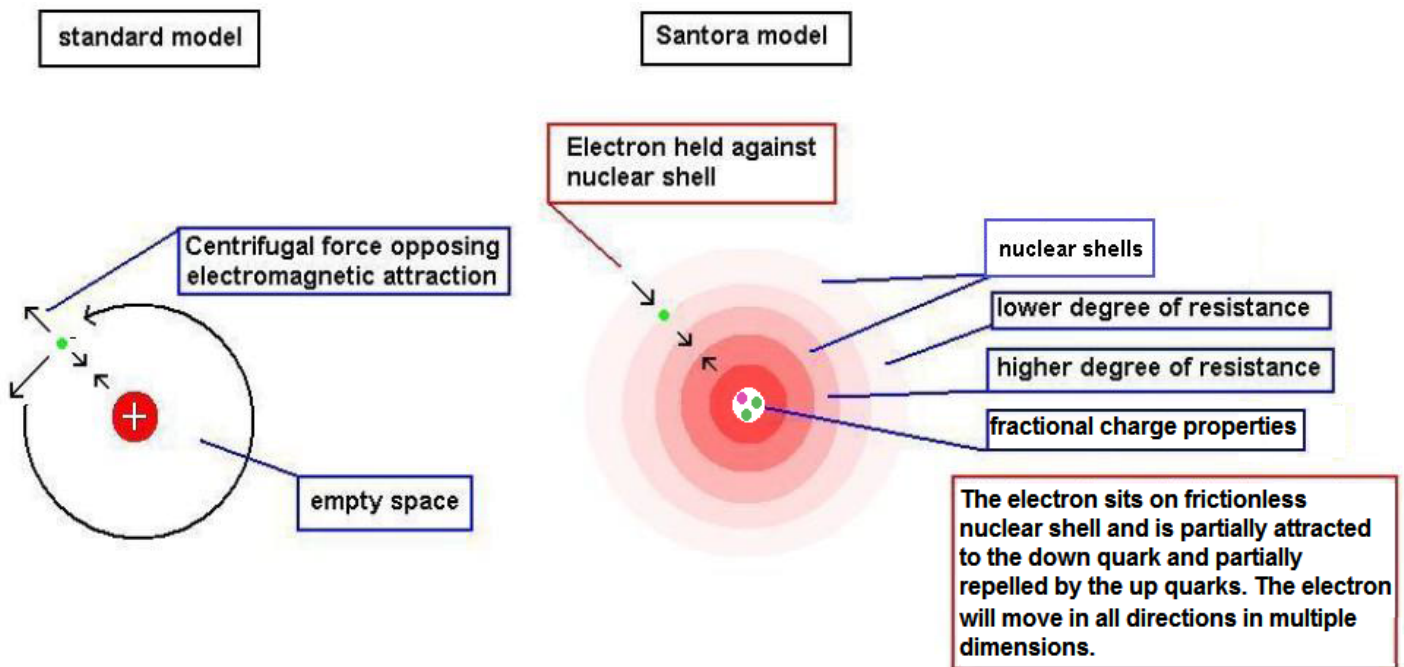 standard model
Santora model
Electron held against
nuclear shell
Centrifugal force opposing
electromagnetic attraction
nuclear shells
lower degree of resistance
higher degree of resistance
+
fractional charge properties
empty space
The electron sits on frictionless
nuclear shell and is partially attracted
to the down quark and partially
repelled by the up quarks. The electron
will move in all directions in multiple
dimensions.